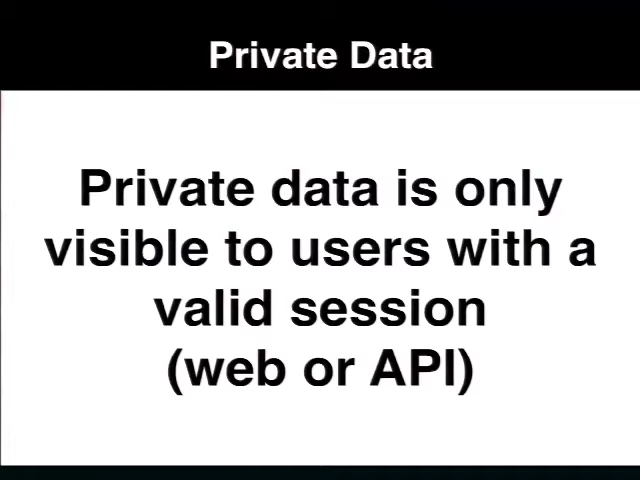 Private Data
Private data is only
visible to users with a
valid session
(web or API)